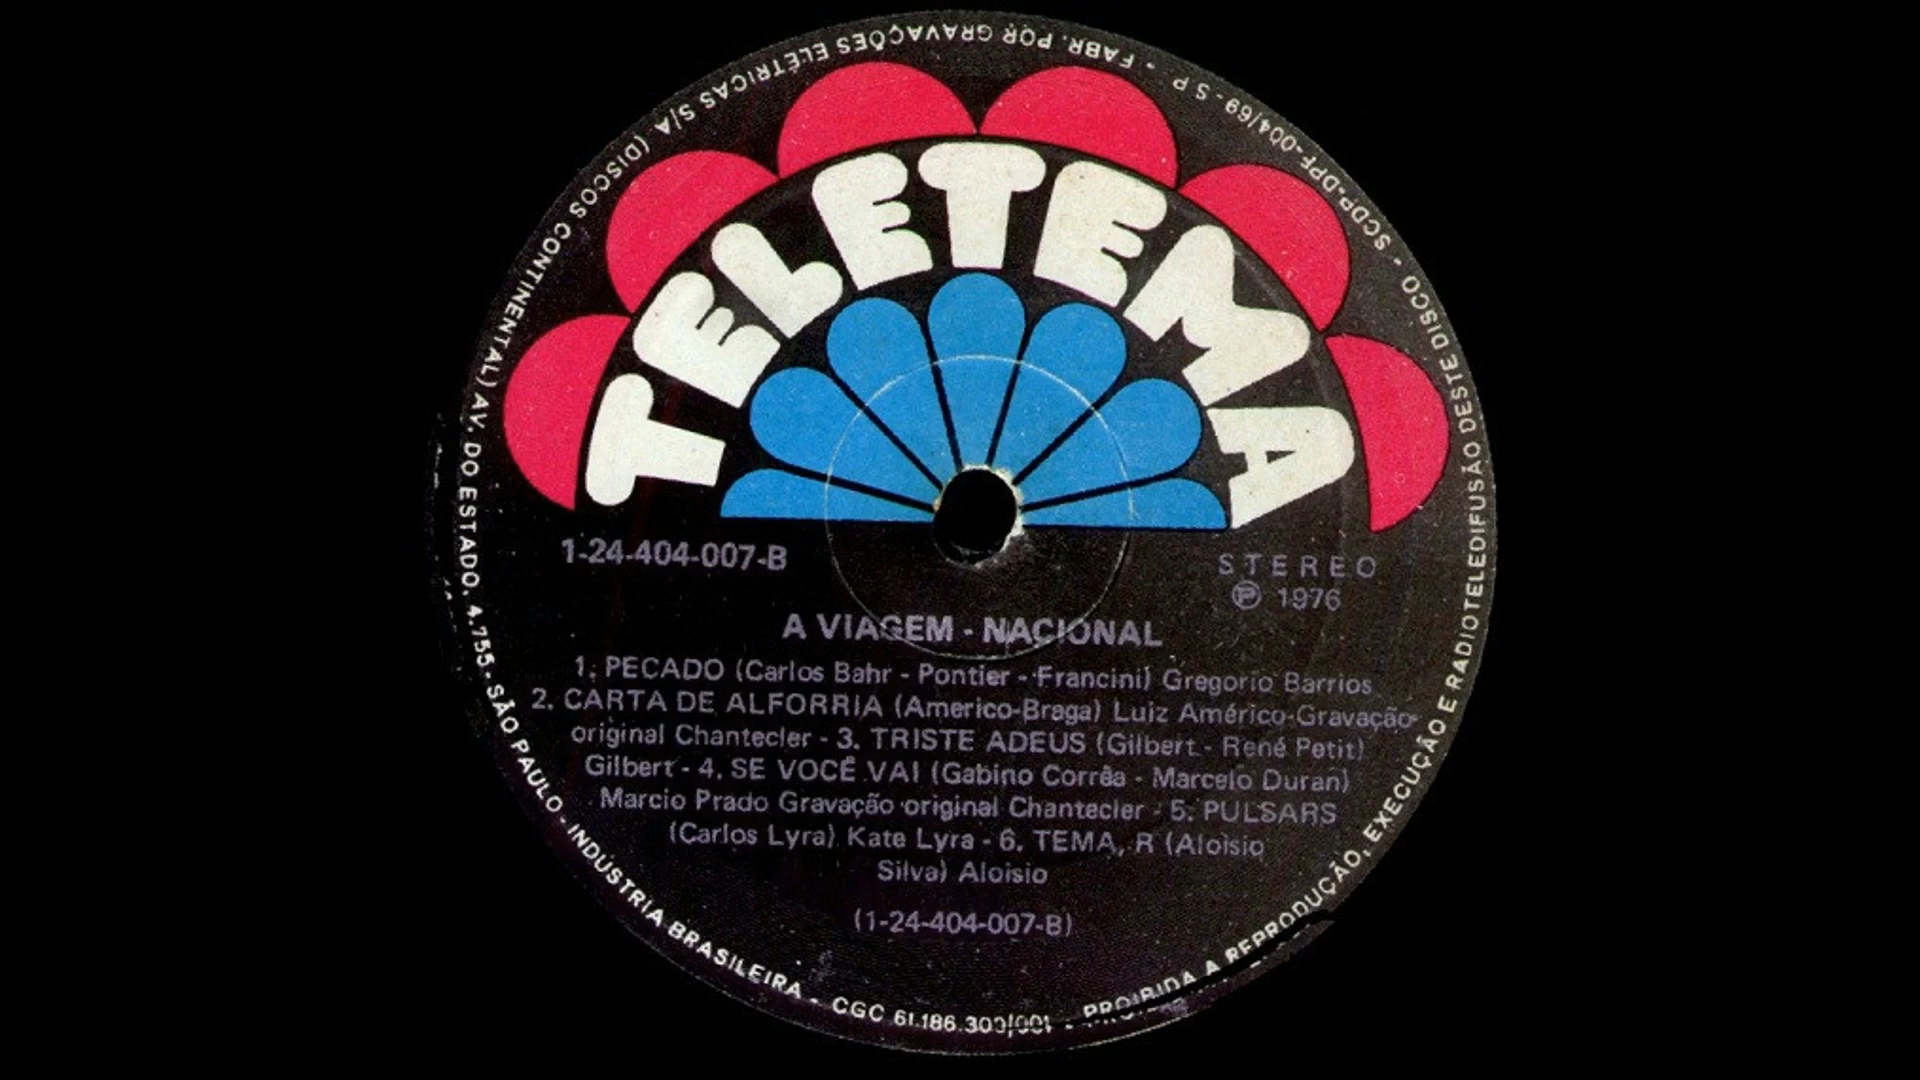 TELETEMA
1-24-404-007-B
STEREO
Ⓟ 1976
A VIAGEM - NACIONAL
1. PECADO (Carlos Bahr - Pontier - Francini) Gregorio Barrios
2. CARTA DE ALFORRIA (Americo-Braga) Luiz Américo-Gravação
original Chantecler - 3. TRISTE ADEUS (Gilbert - René Petit)
Gilbert - 4. SE VOCÊ VAI (Gabino Corrêa - Marcelo Duran)
Marcio Prado Gravação original Chantecler - 5. PULSARS
(Carlos Lyra) Kate Lyra - 6. TEMA, R (Aloisio
Silva) Aloisio
(1-24-404-007-B)
FABR. POR GRAVAÇÕES ELÉTRICAS S/A (DISCOS CONTINENTAL) AV. DO ESTADO, 4.755 - SÃO PAULO - INDÚSTRIA BRASILEIRA - CGC 61.186.300/001 - PROIBIDA A REPRODUÇÃO, EXECUÇÃO E RADIOTELEDIFUSÃO DESTE DISCO - SCDP-DPF-004/69-SP -